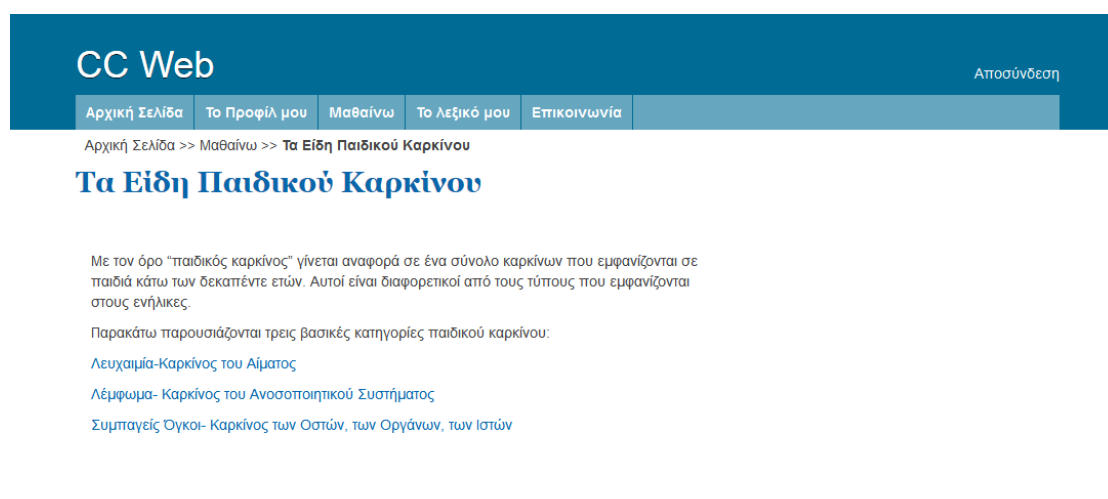 CC Web
Αποσύνδεση
Αρχική Σελίδα Το Προφίλ μου Μαθαίνω Το λεξικό μου Επικοινωνία
Αρχική Σελίδα >> Μαθαίνω >> Τα Είδη Παιδικού Καρκίνου
Τα Είδη Παιδικού Καρκίνου
Με τον όρο “παιδικός καρκίνος” γίνεται αναφορά σε ένα σύνολο καρκίνων που εμφανίζονται σε
παιδιά κάτω των δεκαπέντε ετών. Αυτοί είναι διαφορετικοί από τους τύπους που εμφανίζονται
στους ενήλικες.
Παρακάτω παρουσιάζονται τρεις βασικές κατηγορίες παιδικού καρκίνου:
Λευχαιμία-Καρκίνος του Αίματος
Λέμφωμα- Καρκίνος του Ανοσοποιητικού Συστήματος
Συμπαγείς Όγκοι- Καρκίνος των Οστών, των Οργάνων, των Ιστών